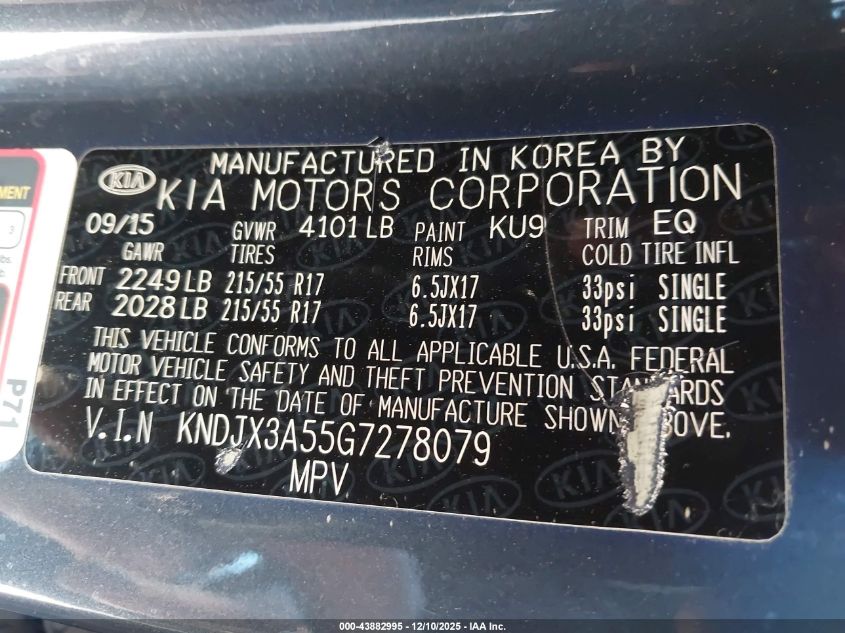 MANUFACTURED IN KOREA BY
KIA KIA MOTORS CORPORATION
09/15 GVWR 4101 LB PAINT KU9 TRIM EQ
GAWR TIRES RIMS COLD TIRE INFL
FRONT 2249 LB 215/55 R17 6.5JX17 33psi SINGLE
REAR 2028 LB 215/55 R17 6.5JX17 33psi SINGLE
THIS VEHICLE CONFORMS TO ALL APPLICABLE U.S.A. FEDERAL
MOTOR VEHICLE SAFETY AND THEFT PREVENTION
IN EFFECT ON THE DATE OF MANUFACTURE SHOWN
V.I.N KNDJX3A55G7278079
MPV
P71
000-43882995 - 12/10/2025 - IAA Inc.